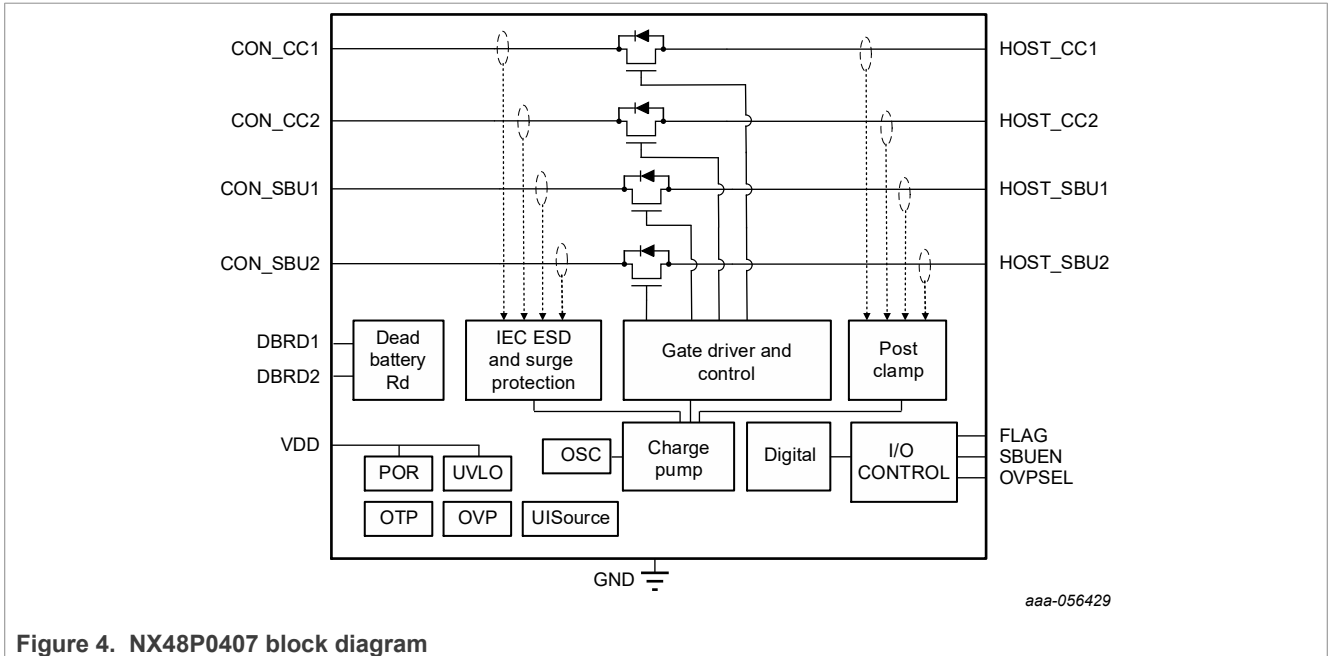 CON_CC1
HOST_CC1
CON_CC2
HOST_CC2
CON_SBU1
HOST_SBU1
CON_SBU2
HOST_SBU2
DBRD1
DBRD2
Dead
battery
Rd
IEC ESD
and surge
protection
Gate driver and
control
Post
clamp
VDD
POR
UVLO
OTP
OVP
UISource
OSC
Charge
pump
Digital
I/O
CONTROL
FLAG
SBUEN
OVPSEL
GND
aaa-056429
Figure 4. NX48P0407 block diagram